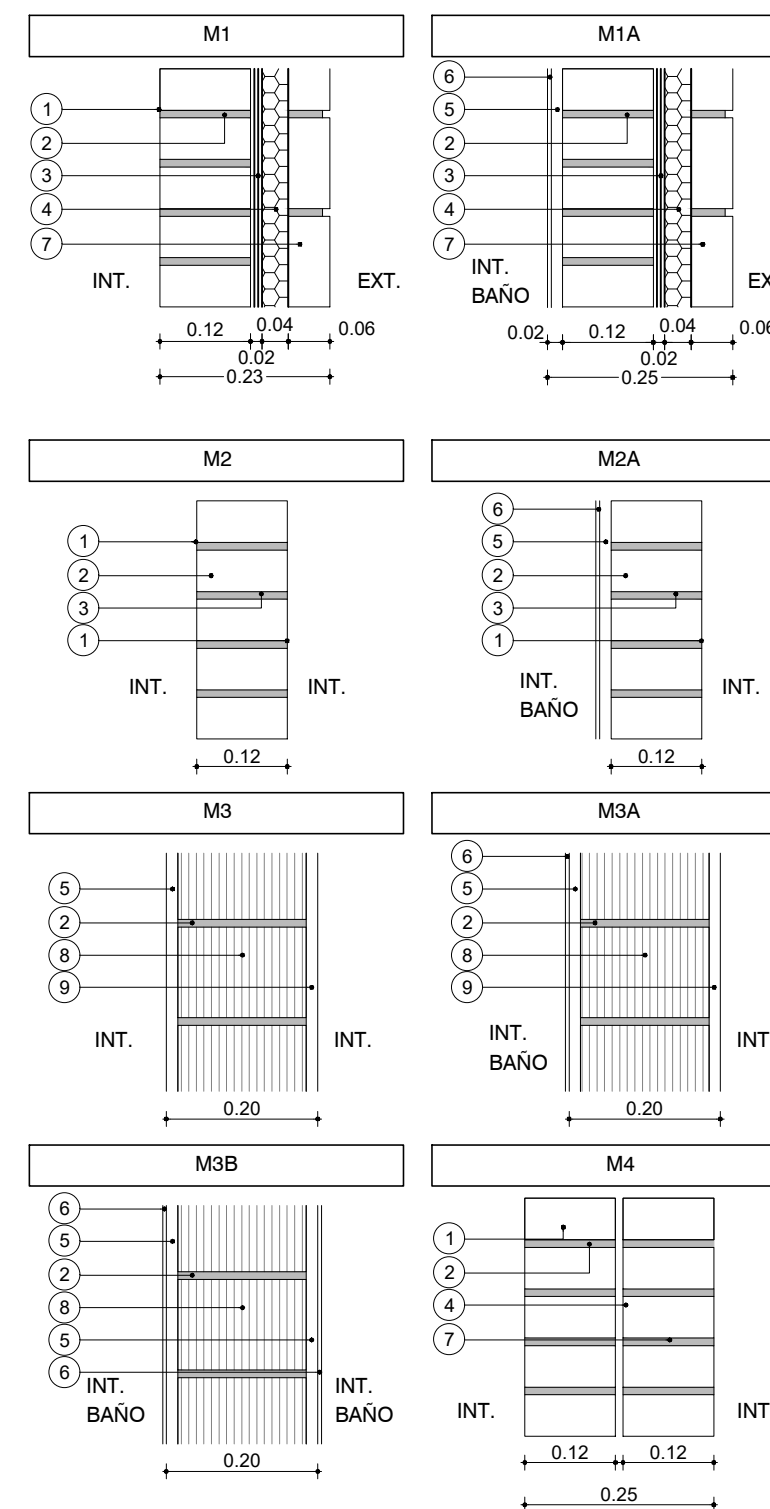 M1
1
2
3
4
7
INT.
EXT.
0.12
0.04
0.06
0.02
0.23
M1A
6
5
2
3
4
7
INT.
BAÑO
0.02
0.12
0.04
0.02
0.25
M2
1
2
3
1
INT.
INT.
0.12
M2A
6
5
2
3
1
INT.
BAÑO
INT.
0.12
M3
5
2
8
9
INT.
INT.
0.20
M3A
6
5
2
8
9
INT.
BAÑO
INT
0.20
M3B
6
5
2
8
5
6
INT.
BAÑO
INT.
BAÑO
0.20
M4
1
2
4
7
INT.
INT
0.12
0.12
0.25